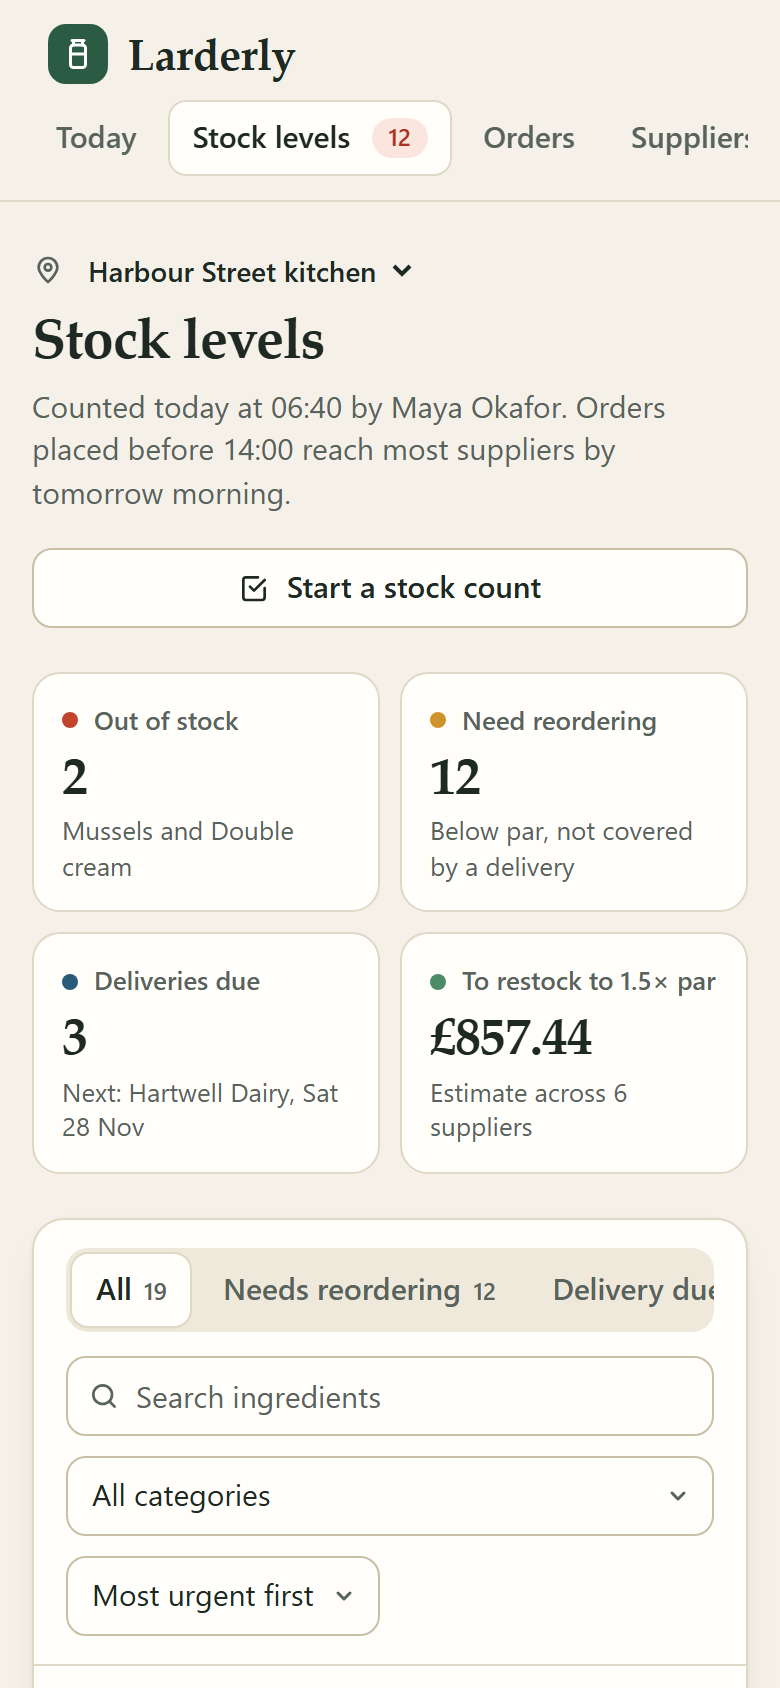 Larderly
Today
Stock levels 12
Orders
Suppliers
Harbour Street kitchen
Stock levels
Counted today at 06:40 by Maya Okafor. Orders
placed before 14:00 reach most suppliers by
tomorrow morning.
Start a stock count
Out of stock
2
Mussels and Double
cream
Need reordering
12
Below par, not covered
by a delivery
Deliveries due
3
Next: Hartwell Dairy, Sat
28 Nov
To restock to 1.5× par
£857.44
Estimate across 6
suppliers
All 19
Needs reordering 12
Delivery due
Search ingredients
All categories
Most urgent first